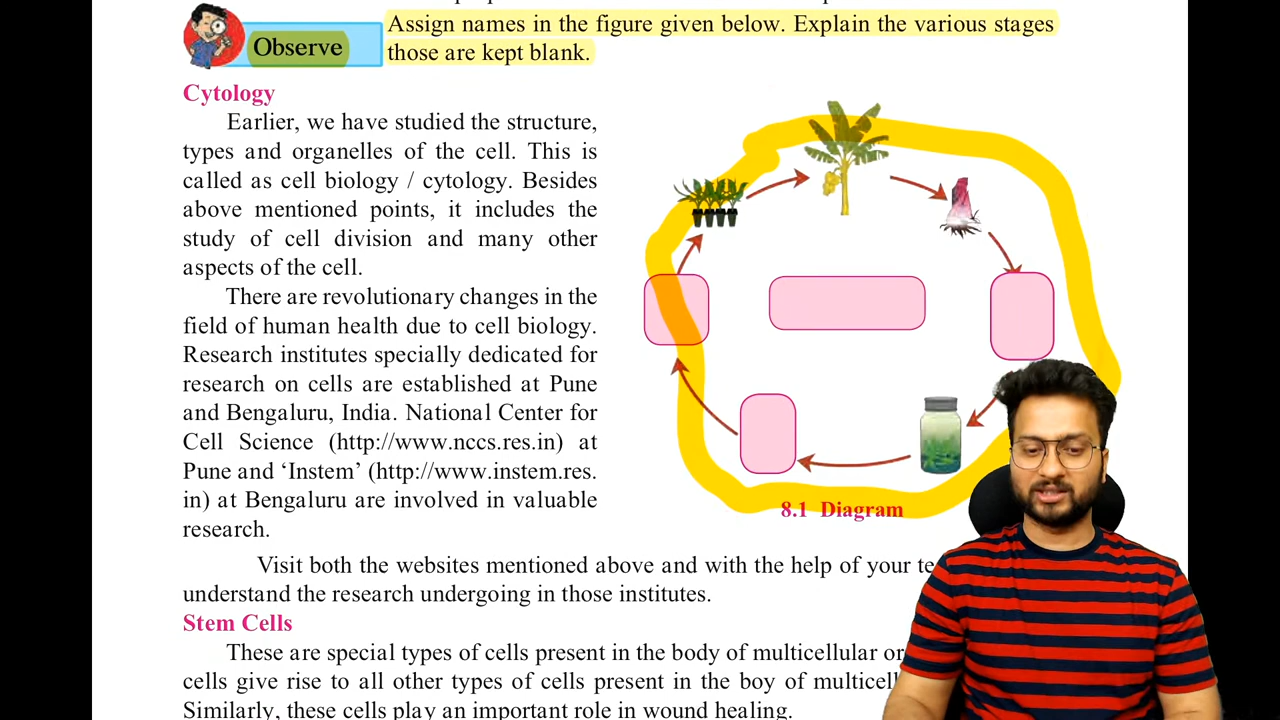 Assign names in the figure given below. Explain the various stages
those are kept blank.
Observe
Cytology
Earlier, we have studied the structure,
types and organelles of the cell. This is
called as cell biology / cytology. Besides
above mentioned points, it includes the
study of cell division and many other
aspects of the cell.
There are revolutionary changes in the
field of human health due to cell biology.
Research institutes specially dedicated for
research on cells are established at Pune
and Bengaluru, India. National Center for
Cell Science (http://www.nccs.res.in) at
Pune and ‘Instem’ (http://www.instem.res.
in) at Bengaluru are involved in valuable
research.
8.1 Diagram
Visit both the websites mentioned above and with the help of your
understand the research undergoing in those institutes.
Stem Cells
These are special types of cells present in the body of multicellular
cells give rise to all other types of cells present in the boy of
Similarly, these cells play an important role in wound healing.